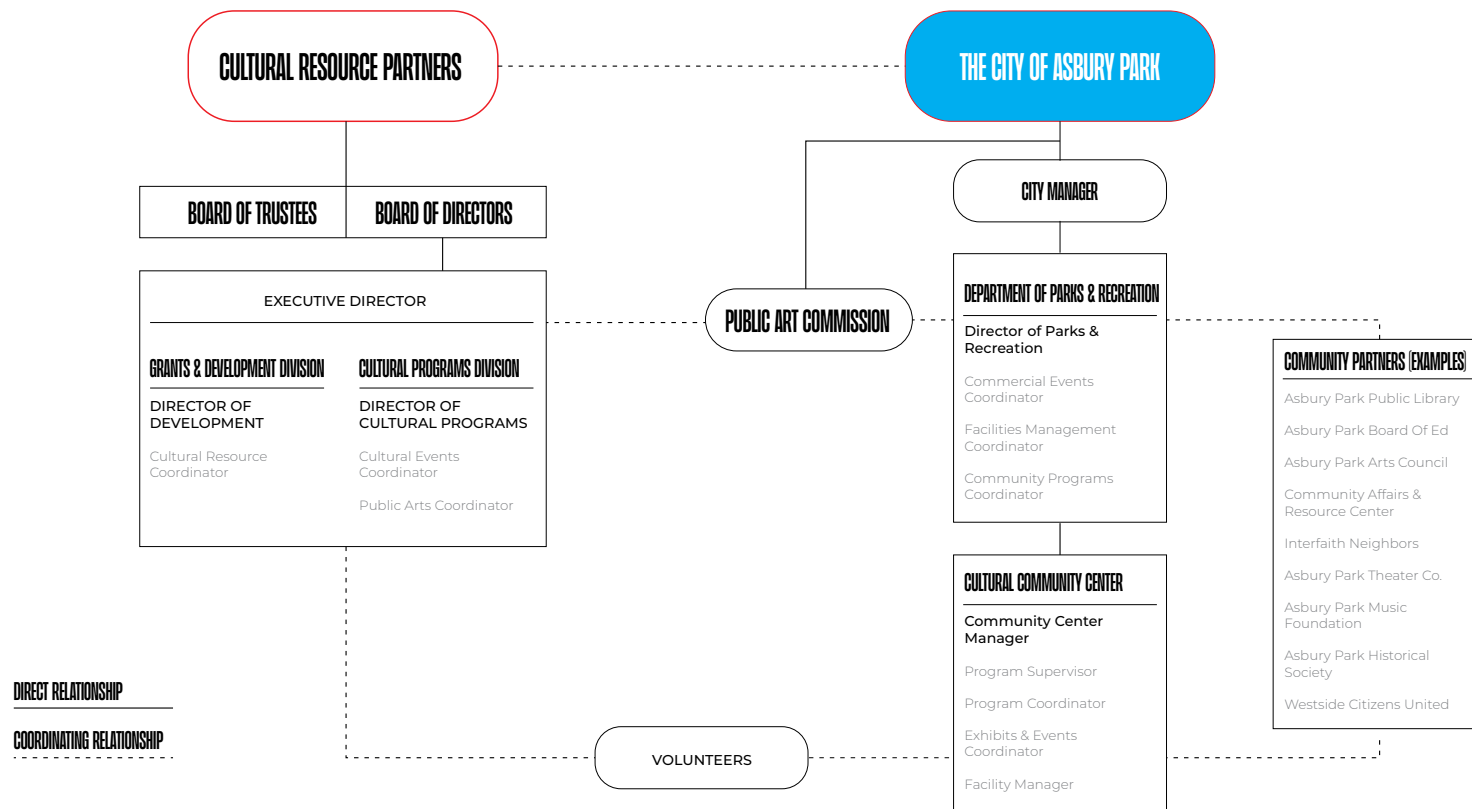 CULTURAL RESOURCE PARTNERS
THE CITY OF ASBURY PARK
CITY MANAGER
BOARD OF TRUSTEES
BOARD OF DIRECTORS
EXECUTIVE DIRECTOR
GRANTS & DEVELOPMENT DIVISION
DIRECTOR OF
DEVELOPMENT
Cultural Resource
Coordinator
CULTURAL PROGRAMS DIVISION
DIRECTOR OF
CULTURAL PROGRAMS
Cultural Events
Coordinator
Public Arts Coordinator
PUBLIC ART COMMISSION
DEPARTMENT OF PARKS & RECREATION
Director of Parks &
Recreation
Commercial Events
Coordinator
Facilities Management
Coordinator
Community Programs
Coordinator
COMMUNITY PARTNERS (EXAMPLES)
Asbury Park Public Library
Asbury Park Board Of Ed
Asbury Park Arts Council
Community Affairs &
Resource Center
Interfaith Neighbors
Asbury Park Theater Co.
Asbury Park Music
Foundation
Asbury Park Historical
Society
Westside Citizens United
CULTURAL COMMUNITY CENTER
Community Center
Manager
Program Supervisor
Program Coordinator
Exhibits & Events
Coordinator
Facility Manager
VOLUNTEERS
DIRECT RELATIONSHIP
COORDINATING RELATIONSHIP